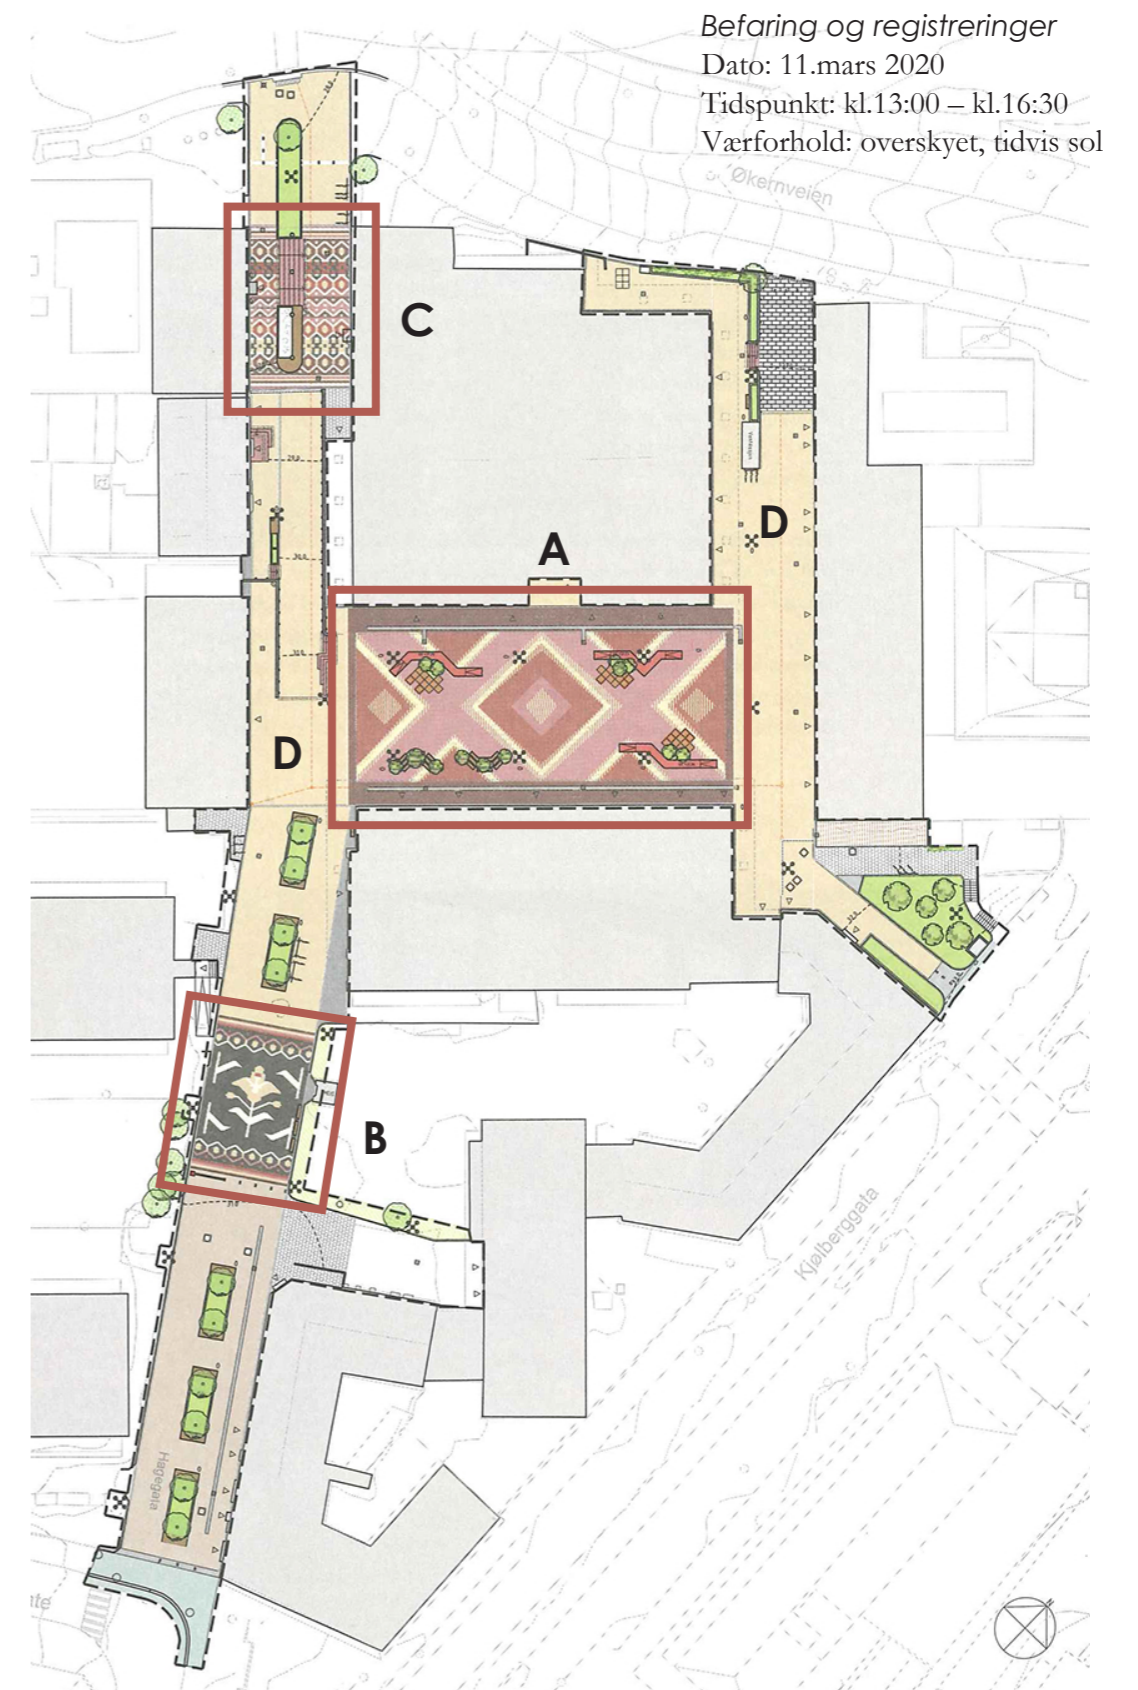 Befaring og registreringer
Dato: 11.mars 2020
Tidspunkt: kl.13:00 – kl.16:30
Værforhold: overskyet, tidvis sol
Økernveien
C
D
A
D
B
Kjølberggata
Hagegata